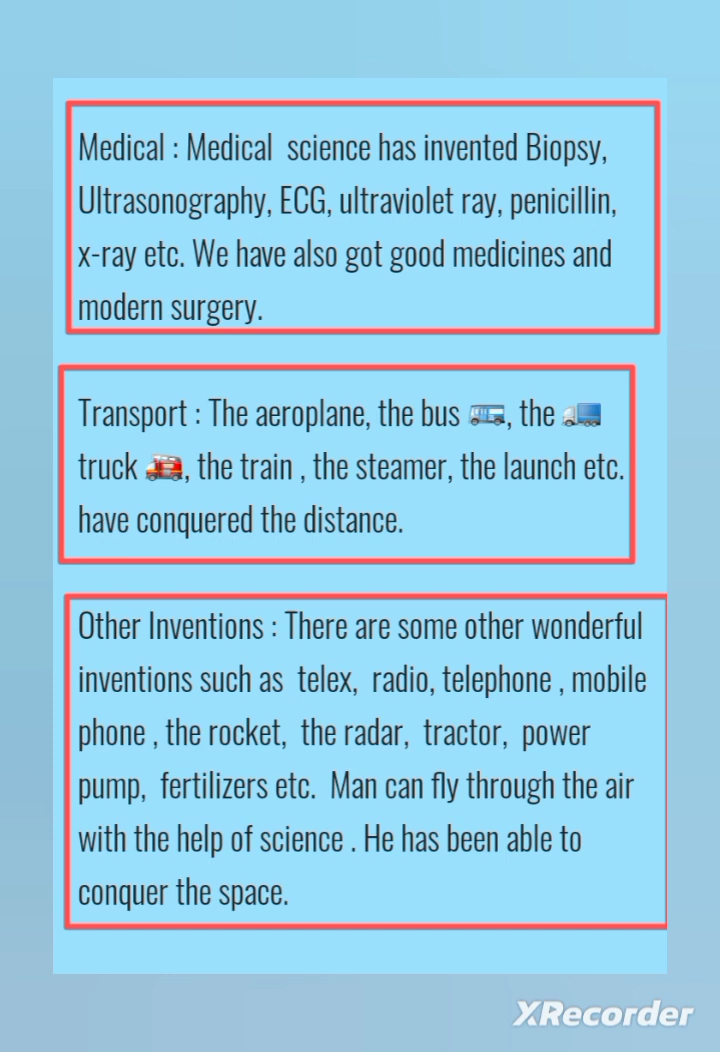 Medical : Medical science has invented Biopsy,
Ultrasonography, ECG, ultraviolet ray, penicillin,
x-ray etc. We have also got good medicines and
modern surgery.
Transport : The aeroplane, the bus 🚌, the 🚚
truck 🚒, the train , the steamer, the launch etc.
have conquered the distance.
Other Inventions : There are some other wonderful
inventions such as telex, radio, telephone , mobile
phone , the rocket, the radar, tractor, power
pump, fertilizers etc. Man can fly through the air
with the help of science . He has been able to
conquer the space.
XRecorder